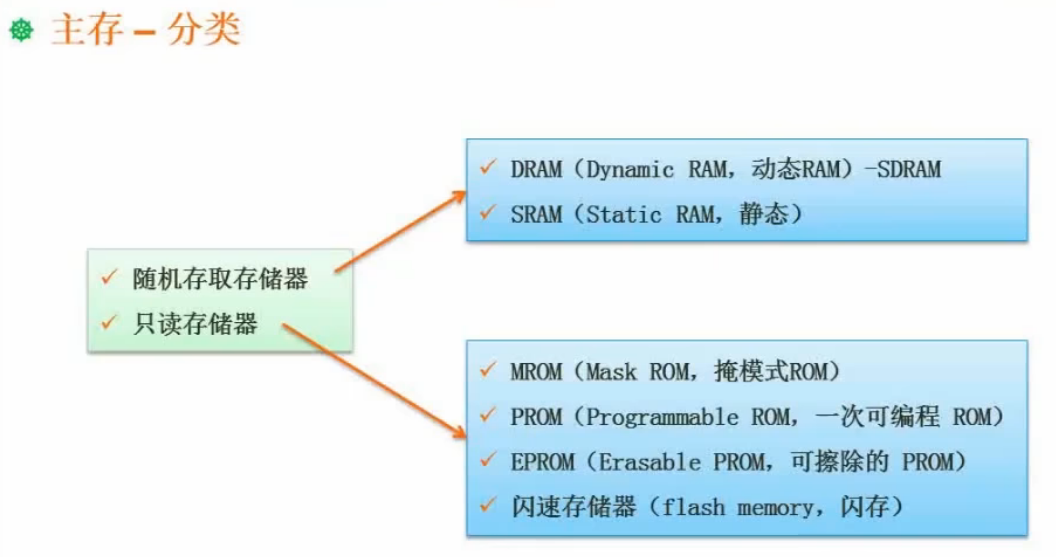 主存 – 分类
DRAM（Dynamic RAM，动态RAM）-SDRAM
SRAM（Static RAM，静态）
随机存取存储器
只读存储器
MROM（Mask ROM，掩模式ROM）
PROM（Programmable ROM，一次可编程 ROM）
EPROM（Erasable PROM，可擦除的 PROM）
闪速存储器（flash memory，闪存）